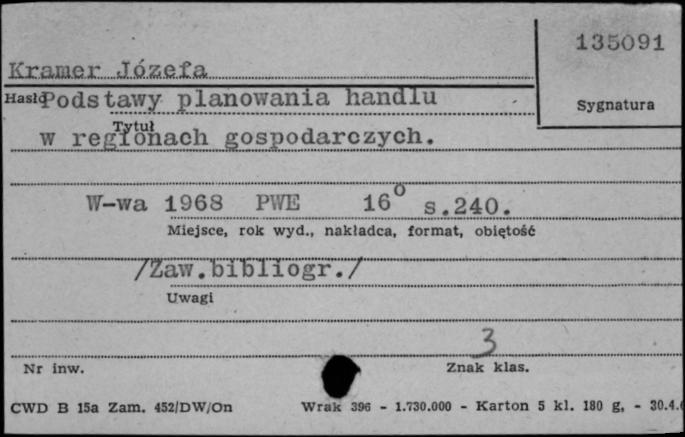 135091
Kramer Józefa
Hasło Podstawy planowania handlu
Sygnatura
Tytuł
w regionach gospodarczych.
W-wa 1968 PWE 16° s.240.
Miejsce, rok wyd., nakładca, format, objętość
/Zaw.bibliogr./
Uwagi
3
Nr inw. Znak klas.
CWD B 15a Zam. 452/DW/On Wrak 396 - 1.730.000 - Karton 5 kl. 180 g, - 30.4.